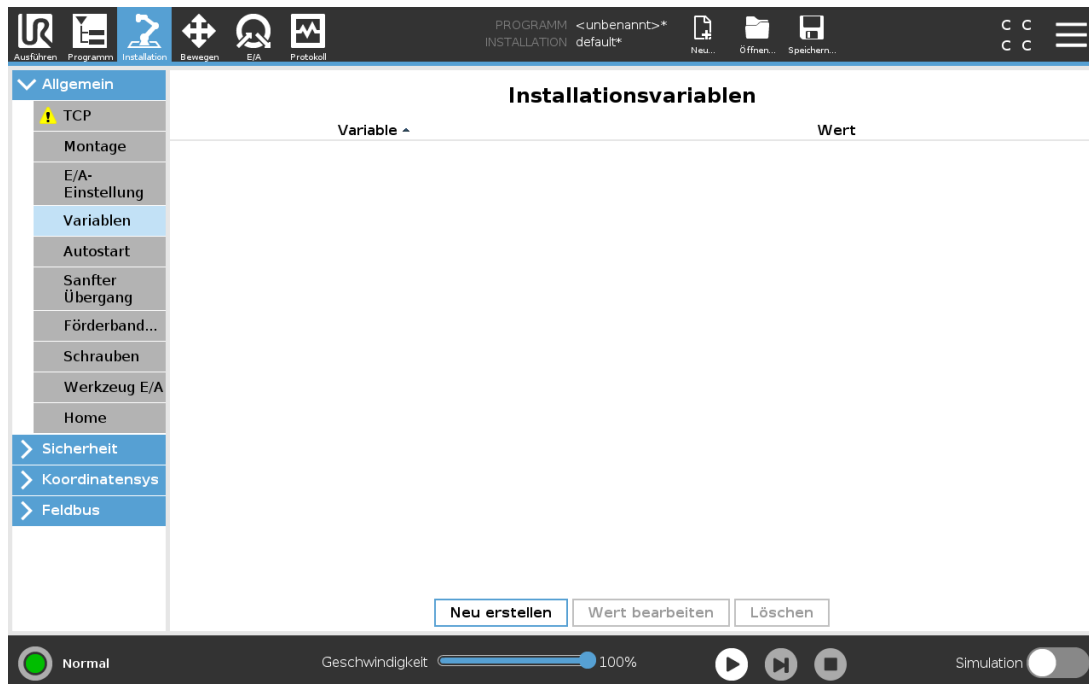 PROGRAMM <unbenannt>*
INSTALLATION default*
Ausführen Programm Installation Bewegen E/A Protokoll Neu... Öffnen... Speichern...
C C
C C
Allgemein
TCP
Montage
E/A-
Einstellung
Variablen
Autostart
Sanfter
Übergang
Förderband...
Schrauben
Werkzeug E/A
Home
Sicherheit
Koordinatensys
Feldbus
Installationsvariablen
Variable Wert
Neu erstellen Wert bearbeiten Löschen
Normal Geschwindigkeit 100% Simulation